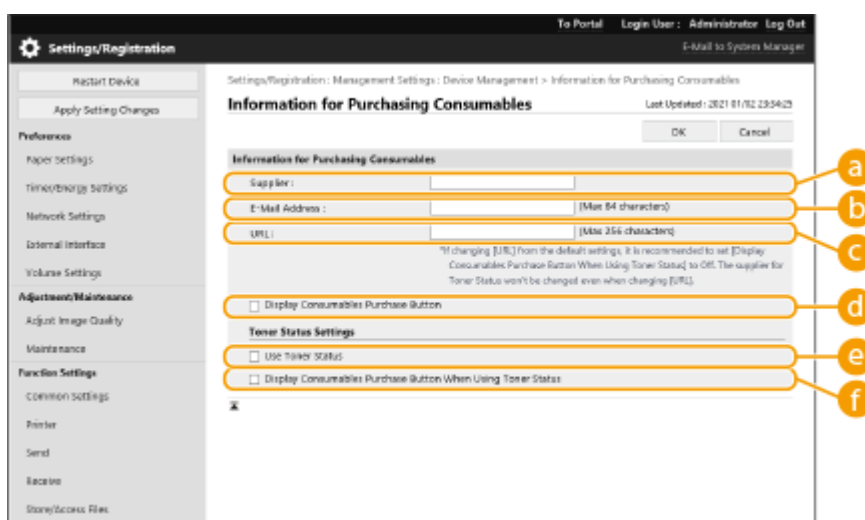 To Portal Login User : Administrator Log Out
Settings/Registration
E-Mail to System Manager
Restart Device
Settings/Registration : Management Settings : Device Management > Information for Purchasing Consumables
Apply Setting Changes
Information for Purchasing Consumables
Last Updated : 2021 01/02 23:54:25
OK
Cancel
Preferences
Paper Settings
Timer/Energy Settings
Network Settings
External Interface
Volume Settings
Adjustment/Maintenance
Adjust Image Quality
Maintenance
Function Settings
Common Settings
Printer
Send
Receive
Store/Access Files
Information for Purchasing Consumables
Supplier :
a
E-Mail Address :
(Max 64 characters)
b
URL :
(Max 256 characters)
c
*If changing [URL] from the default settings, it is recommended to set [Display
Consumables Purchase Button When Using Toner Status] to Off. The supplier for
Toner Status won't be changed even when changing [URL].
Display Consumables Purchase Button
d
Toner Status Settings
Use Toner Status
e
Display Consumables Purchase Button When Using Toner Status
f